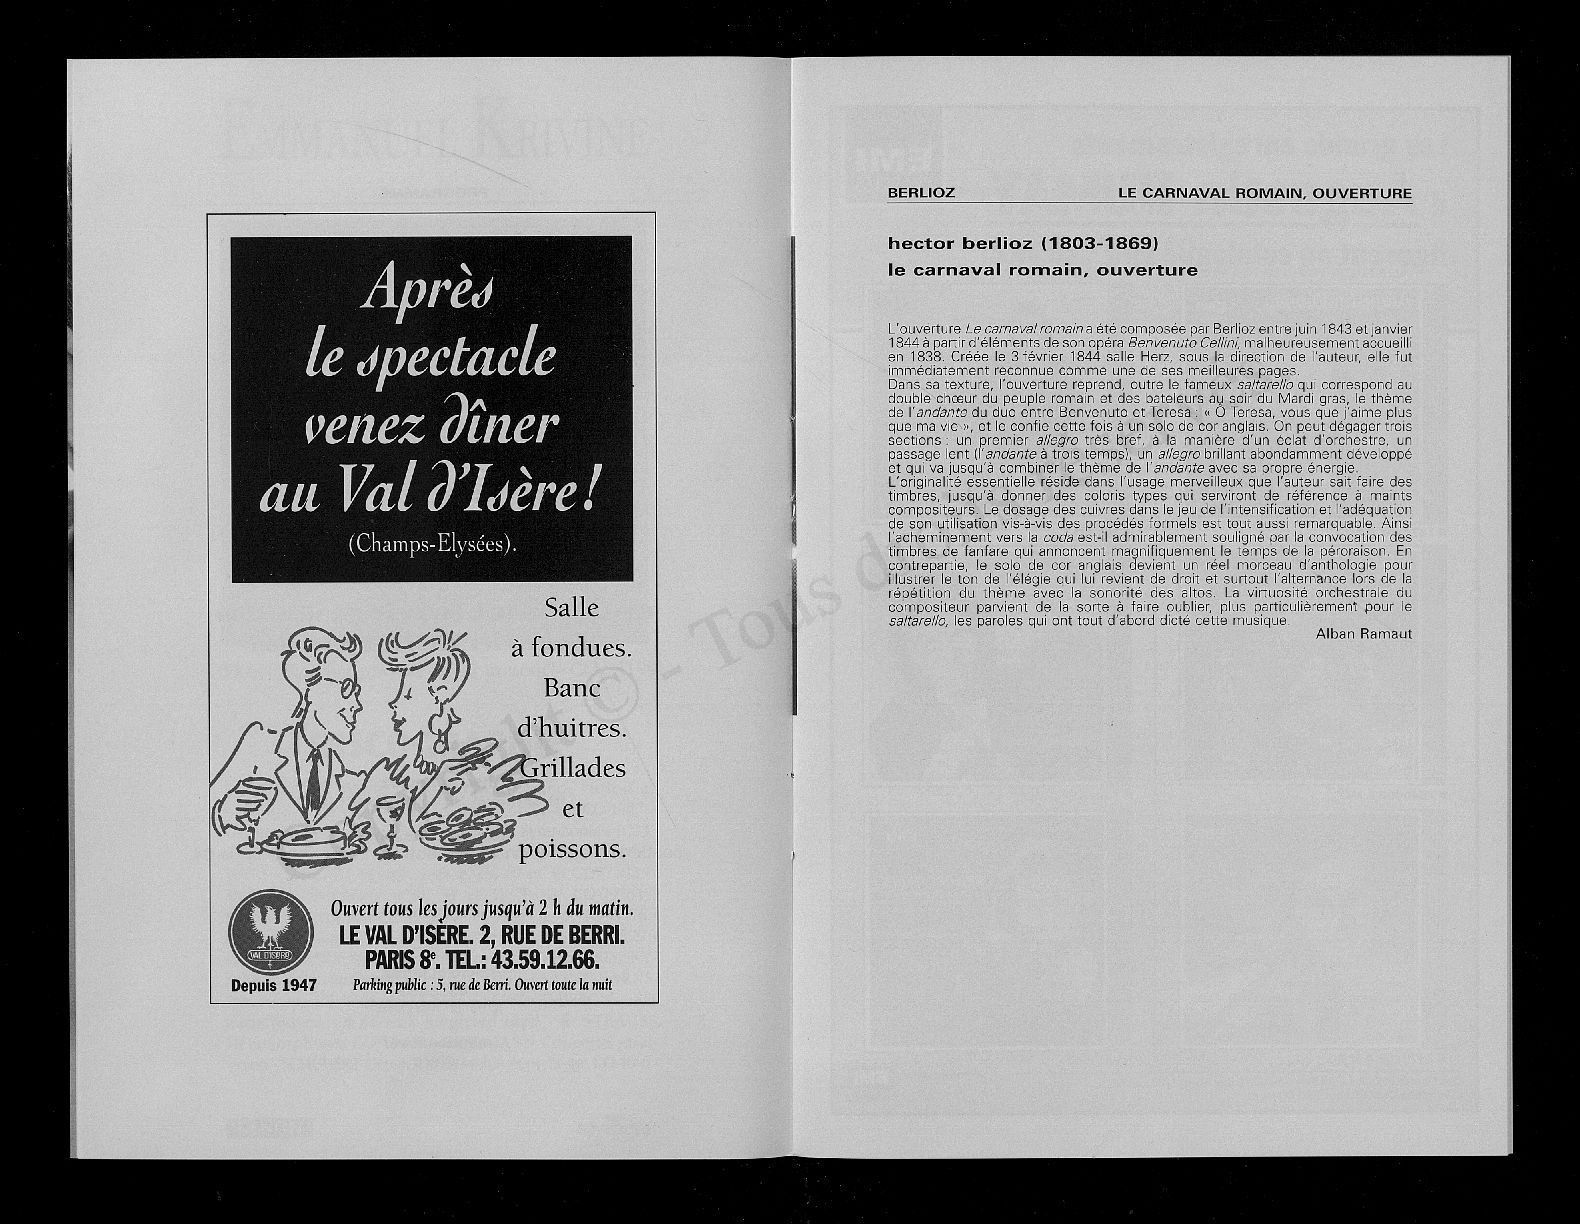 Après
le spectacle
venez dîner
au Val d'Isère!
(Champs-Elysées).
Salle
à fondues.
Banc
d'huitres.
Grillades
et
poissons.
VAL D'ISÈRE
Depuis 1947
Ouvert tous les jours jusqu'à 2 h du matin.
LE VAL D'ISÈRE. 2, RUE DE BERRI.
PARIS 8e. TEL.: 43.59.12.66.
Parking public : 5, rue de Berri. Ouvert toute la nuit
BERLIOZ LE CARNAVAL ROMAIN, OUVERTURE
hector berlioz (1803-1869)
le carnaval romain, ouverture
L'ouverture Le carnaval romain a été composée par Berlioz entre juin 1843 et janvier
1844 à partir d'éléments de son opéra Benvenuto Cellini, malheureusement accueilli
en 1838. Créée le 3 février 1844 salle Herz, sous la direction de l'auteur, elle fut
immédiatement reconnue comme une de ses meilleures pages.
Dans sa texture, l'ouverture reprend, outre le fameux saltarello qui correspond au
double chœur du peuple romain et des bateleurs au soir du Mardi gras, le thème
de l'andante du duo entre Benvenuto et Teresa : « O Teresa, vous que j'aime plus
que ma vie », et le confie cette fois à un solo de cor anglais. On peut dégager trois
sections : un premier allegro très bref, à la manière d'un éclat d'orchestre, un
passage lent (l'andante à trois temps), un allegro brillant abondamment développé
et qui va jusqu'à combiner le thème de l'andante avec sa propre énergie.
L'originalité essentielle réside dans l'usage merveilleux que l'auteur sait faire des
timbres, jusqu'à donner des coloris types qui serviront de référence à maints
compositeurs. Le dosage des cuivres dans le jeu de l'intensification et l'adéquation
de son utilisation vis-à-vis des procédés formels est tout aussi remarquable. Ainsi
l'acheminement vers la coda est-il admirablement souligné par la convocation des
timbres de fanfare qui annoncent magnifiquement le temps de la péroraison. En
contrepartie, le solo de cor anglais devient un réel morceau d'anthologie pour
illustrer le ton de l'élégie qui lui revient de droit et surtout l'alternance lors de la
répétition du thème avec la sonorité des altos. La virtuosité orchestrale du
compositeur parvient de la sorte à faire oublier, plus particulièrement pour le
saltarello, les paroles qui ont tout d'abord dicté cette musique.
Alban Ramaut